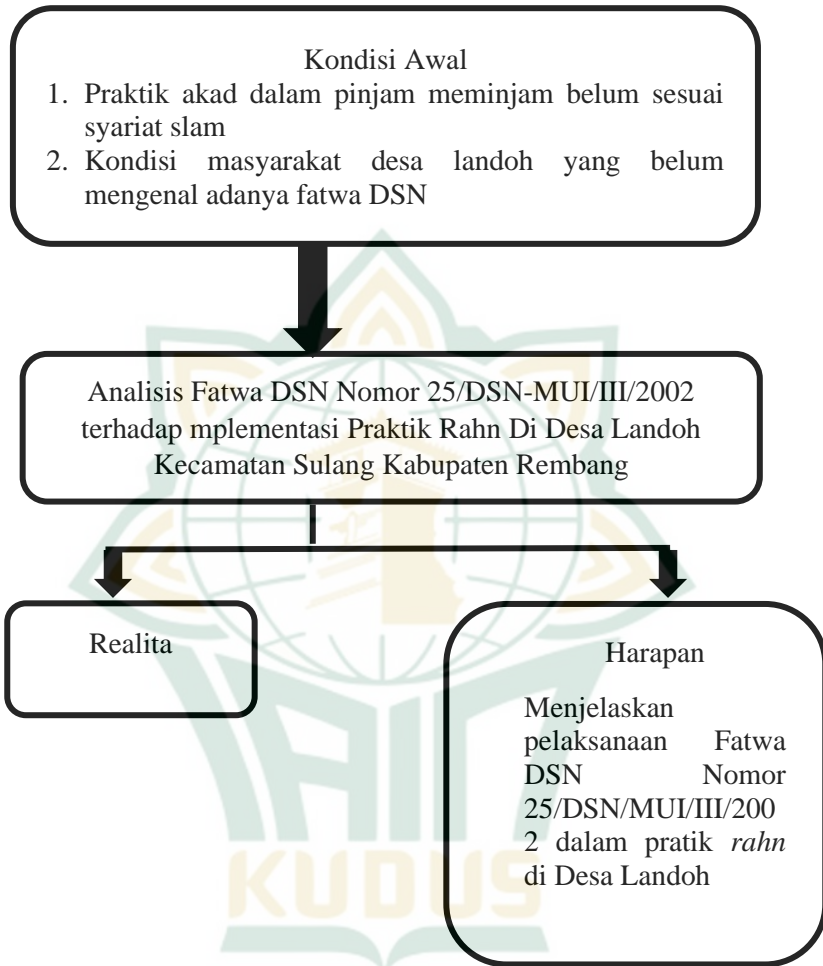 Kondisi Awal
1. Praktik akad dalam pinjam meminjam belum sesuai
syariat slam
2. Kondisi masyarakat desa landoh yang belum
mengenal adanya fatwa DSN
Analisis Fatwa DSN Nomor 25/DSN-MUI/III/2002
terhadap mplementasi Praktik Rahn Di Desa Landoh
Kecamatan Sulang Kabupaten Rembang
Realita
Harapan
Menjelaskan
pelaksanaan Fatwa
DSN Nomor
25/DSN/MUI/III/200
2 dalam pratik rahn
di Desa Landoh
IAIN
KUDUS